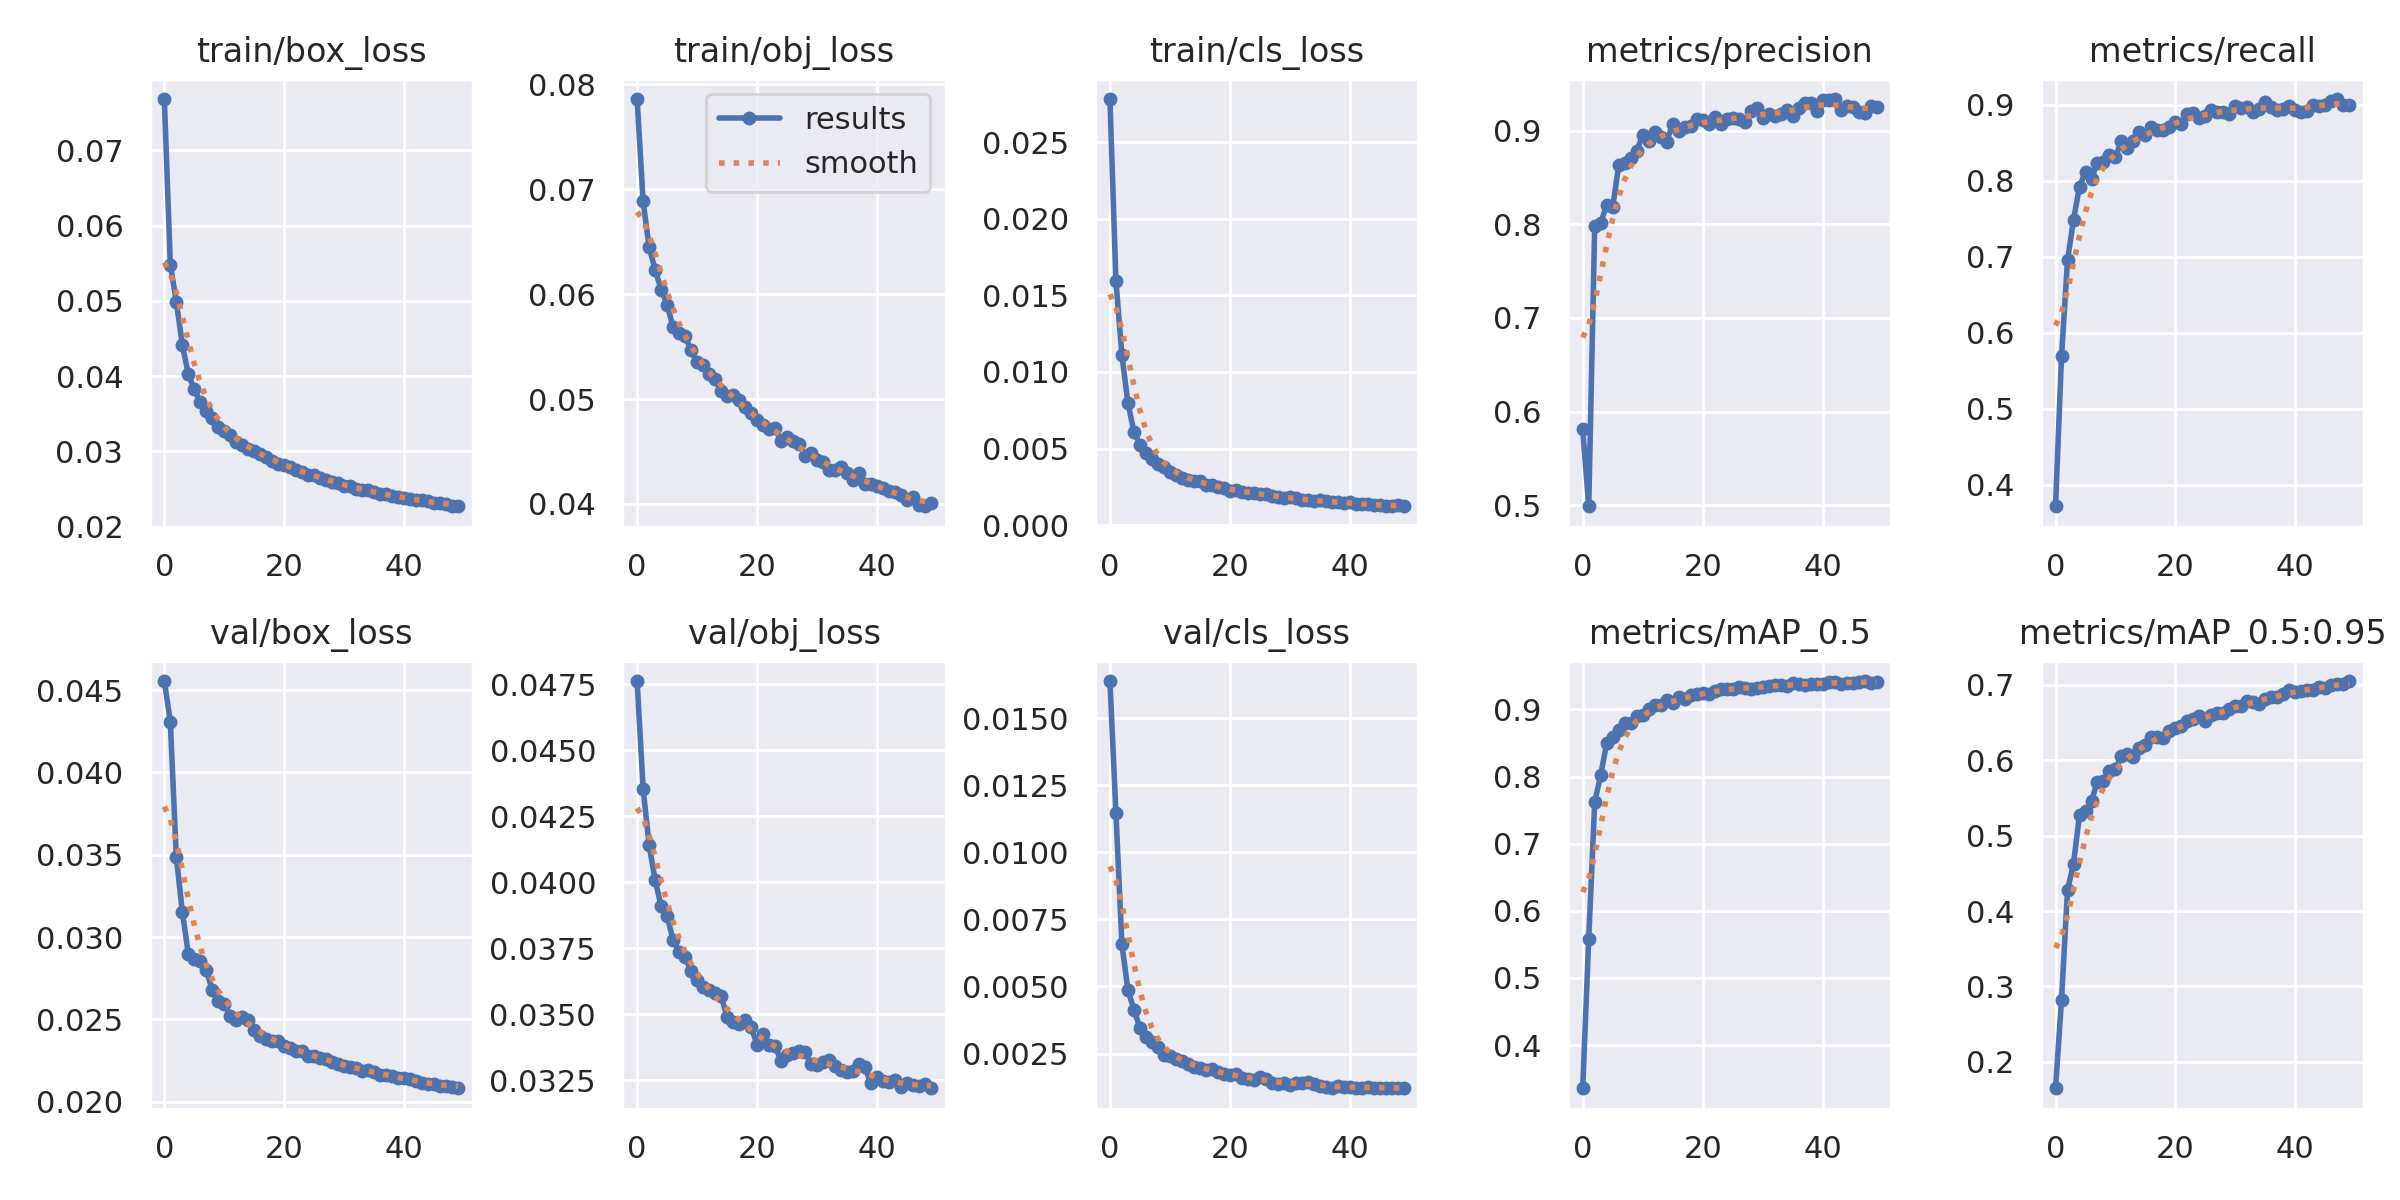 train/box_loss
0.07
0.06
0.05
0.04
0.03
0.02
0 20 40
train/obj_loss
results
smooth
0.08
0.07
0.06
0.05
0.04
0 20 40
train/cls_loss
0.025
0.020
0.015
0.010
0.005
0.000
0 20 40
metrics/precision
0.9
0.8
0.7
0.6
0.5
0 20 40
metrics/recall
0.9
0.8
0.7
0.6
0.5
0.4
0 20 40
val/box_loss
0.045
0.040
0.035
0.030
0.025
0.020
0 20 40
val/obj_loss
0.0475
0.0450
0.0425
0.0400
0.0375
0.0350
0.0325
0 20 40
val/cls_loss
0.0150
0.0125
0.0100
0.0075
0.0050
0.0025
0 20 40
metrics/mAP_0.5
0.9
0.8
0.7
0.6
0.5
0.4
0 20 40
metrics/mAP_0.5:0.95
0.7
0.6
0.5
0.4
0.3
0.2
0 20 40